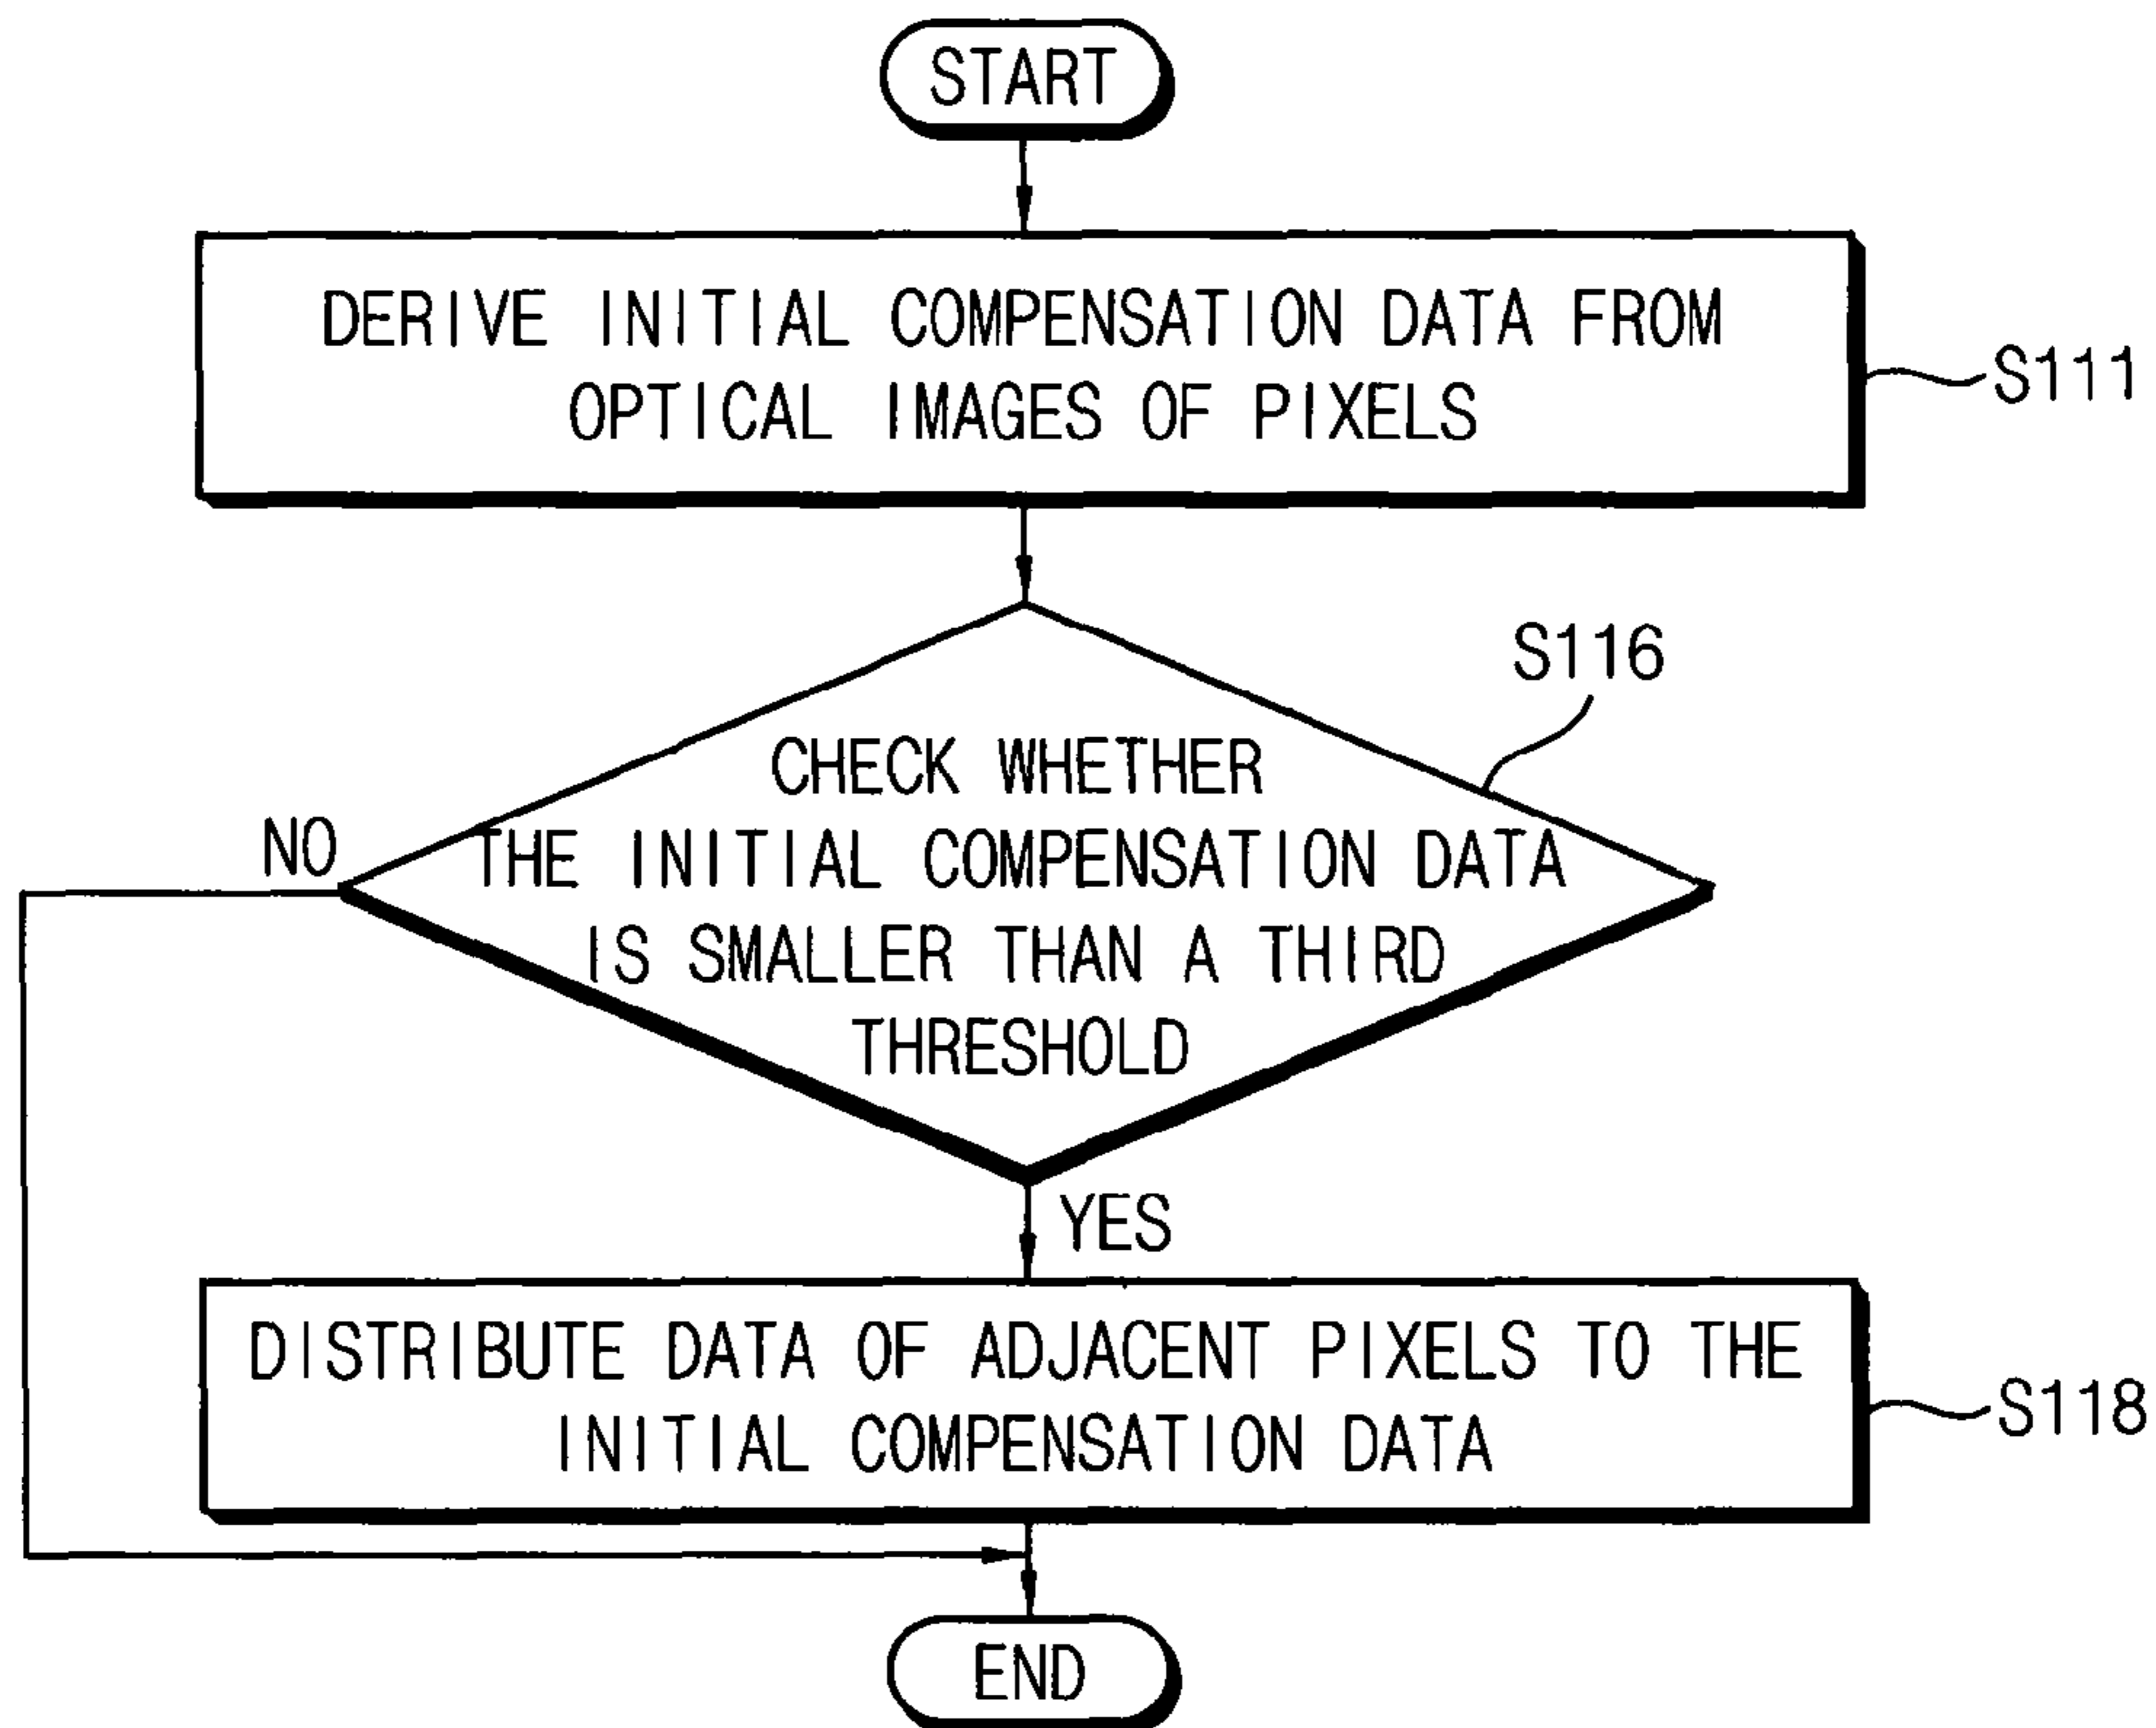 START
DERIVE INITIAL COMPENSATION DATA FROM
OPTICAL IMAGES OF PIXELS
S111
S116
CHECK WHETHER
THE INITIAL COMPENSATION DATA
IS SMALLER THAN A THIRD
THRESHOLD
NO
YES
DISTRIBUTE DATA OF ADJACENT PIXELS TO THE
INITIAL COMPENSATION DATA
S118
END